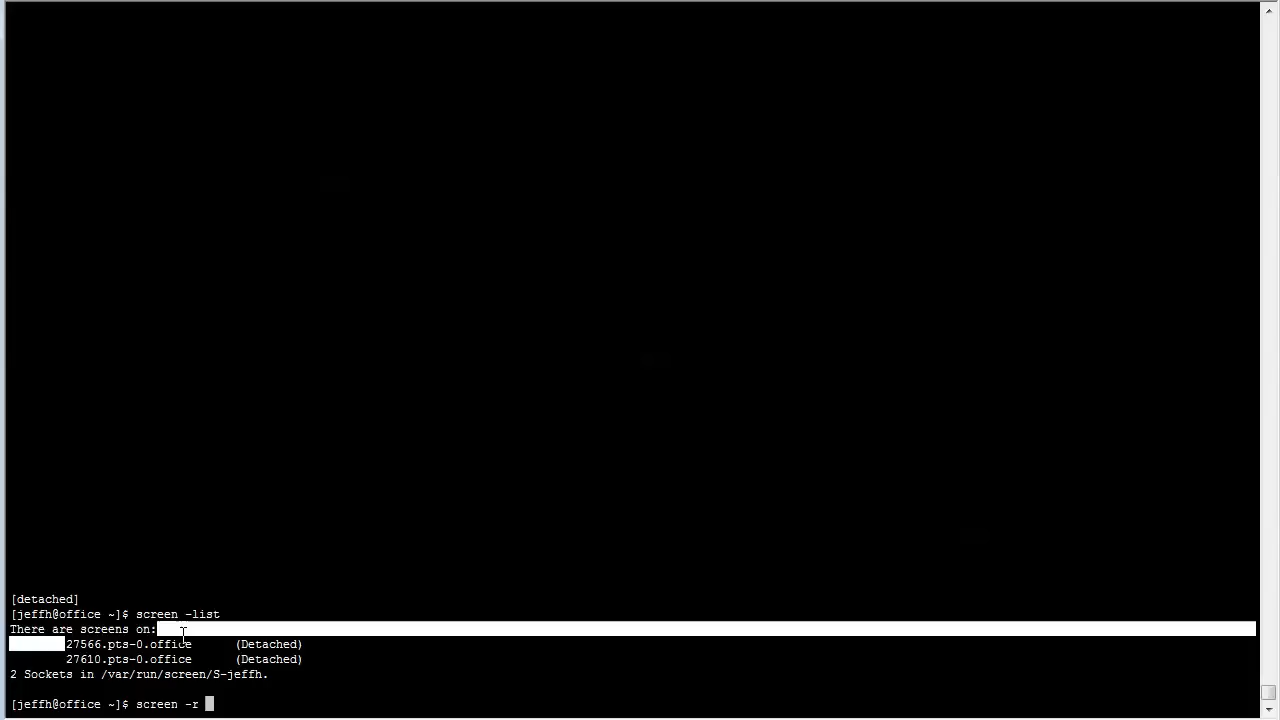 [detached]
[jeffh@office ~]$ screen -list
There are screens on:
27566.pts-0.office (Detached)
27610.pts-0.office (Detached)
2 Sockets in /var/run/screen/S-jeffh.
[jeffh@office ~]$ screen -r